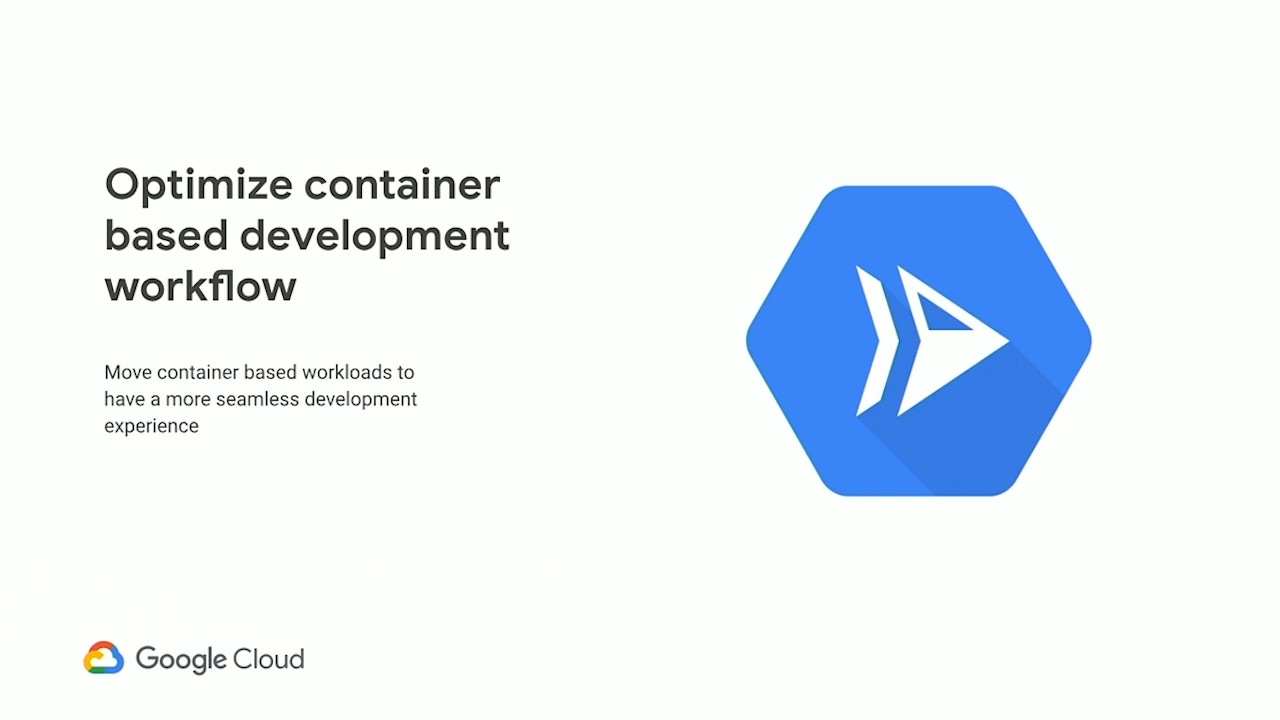 Optimize container
based development
workflow
Move container based workloads to
have a more seamless development
experience
Google Cloud